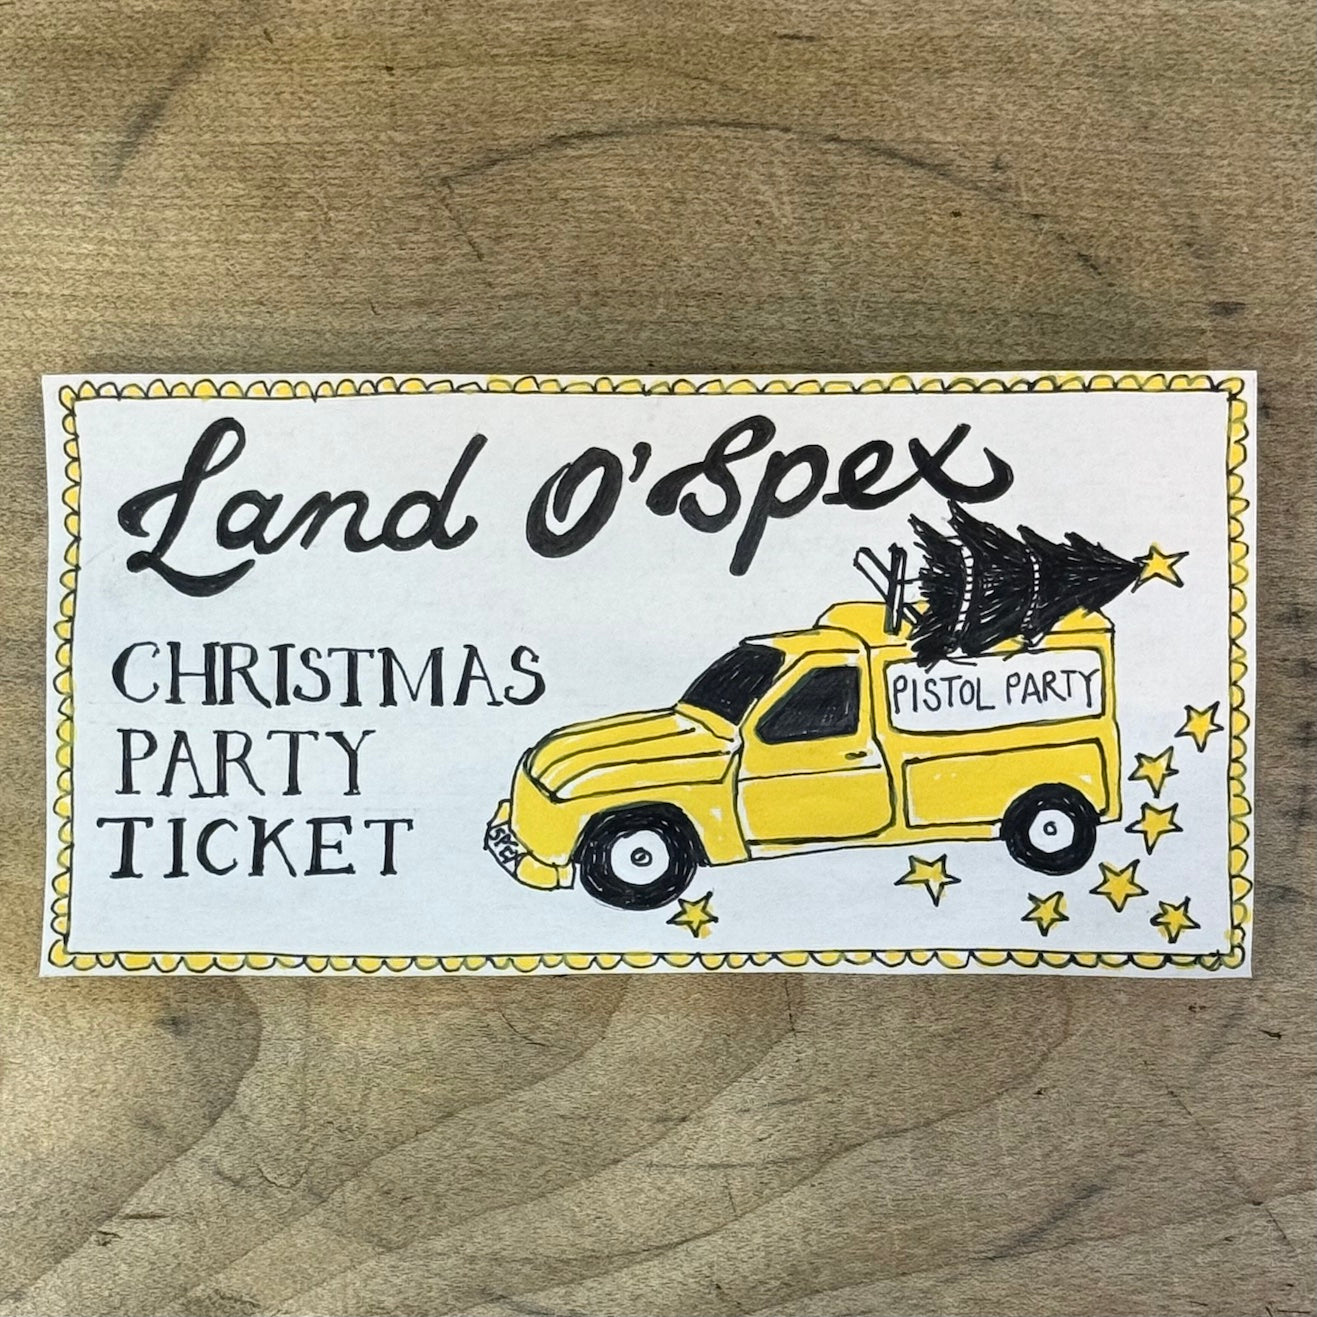 Land O'Spex
CHRISTMAS
PARTY
TICKET
PISTOL PARTY
SPEX